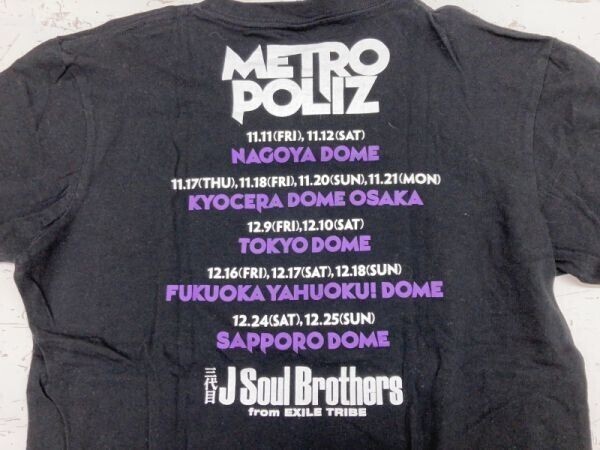 METRO
POLIZ
11.11(FRI), 11.12(SAT)
NAGOYA DOME
11.17(THU), 11.18(FRI), 11.20(SUN), 11.21(MON)
KYOCERA DOME OSAKA
12.9(FRI), 12.10(SAT)
TOKYO DOME
12.16(FRI), 12.17(SAT), 12.18(SUN)
FUKUOKA YAHUOKU! DOME
12.24(SAT), 12.25(SUN)
SAPPORO DOME
三代目 J Soul Brothers
from EXILE TRIBE